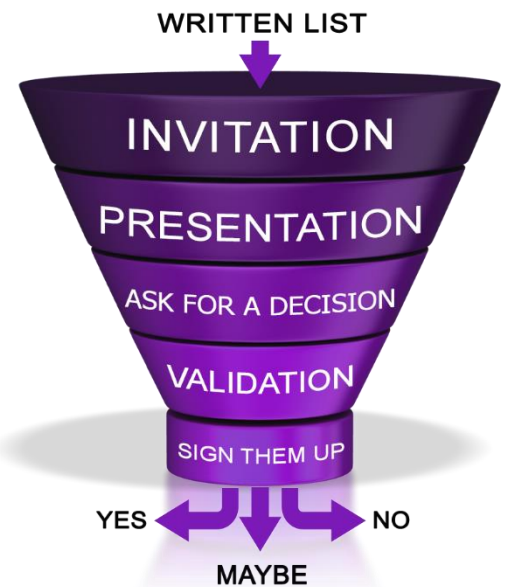 WRITTEN LIST
INVITATION
PRESENTATION
ASK FOR A DECISION
VALIDATION
SIGN THEM UP
YES
NO
MAYBE